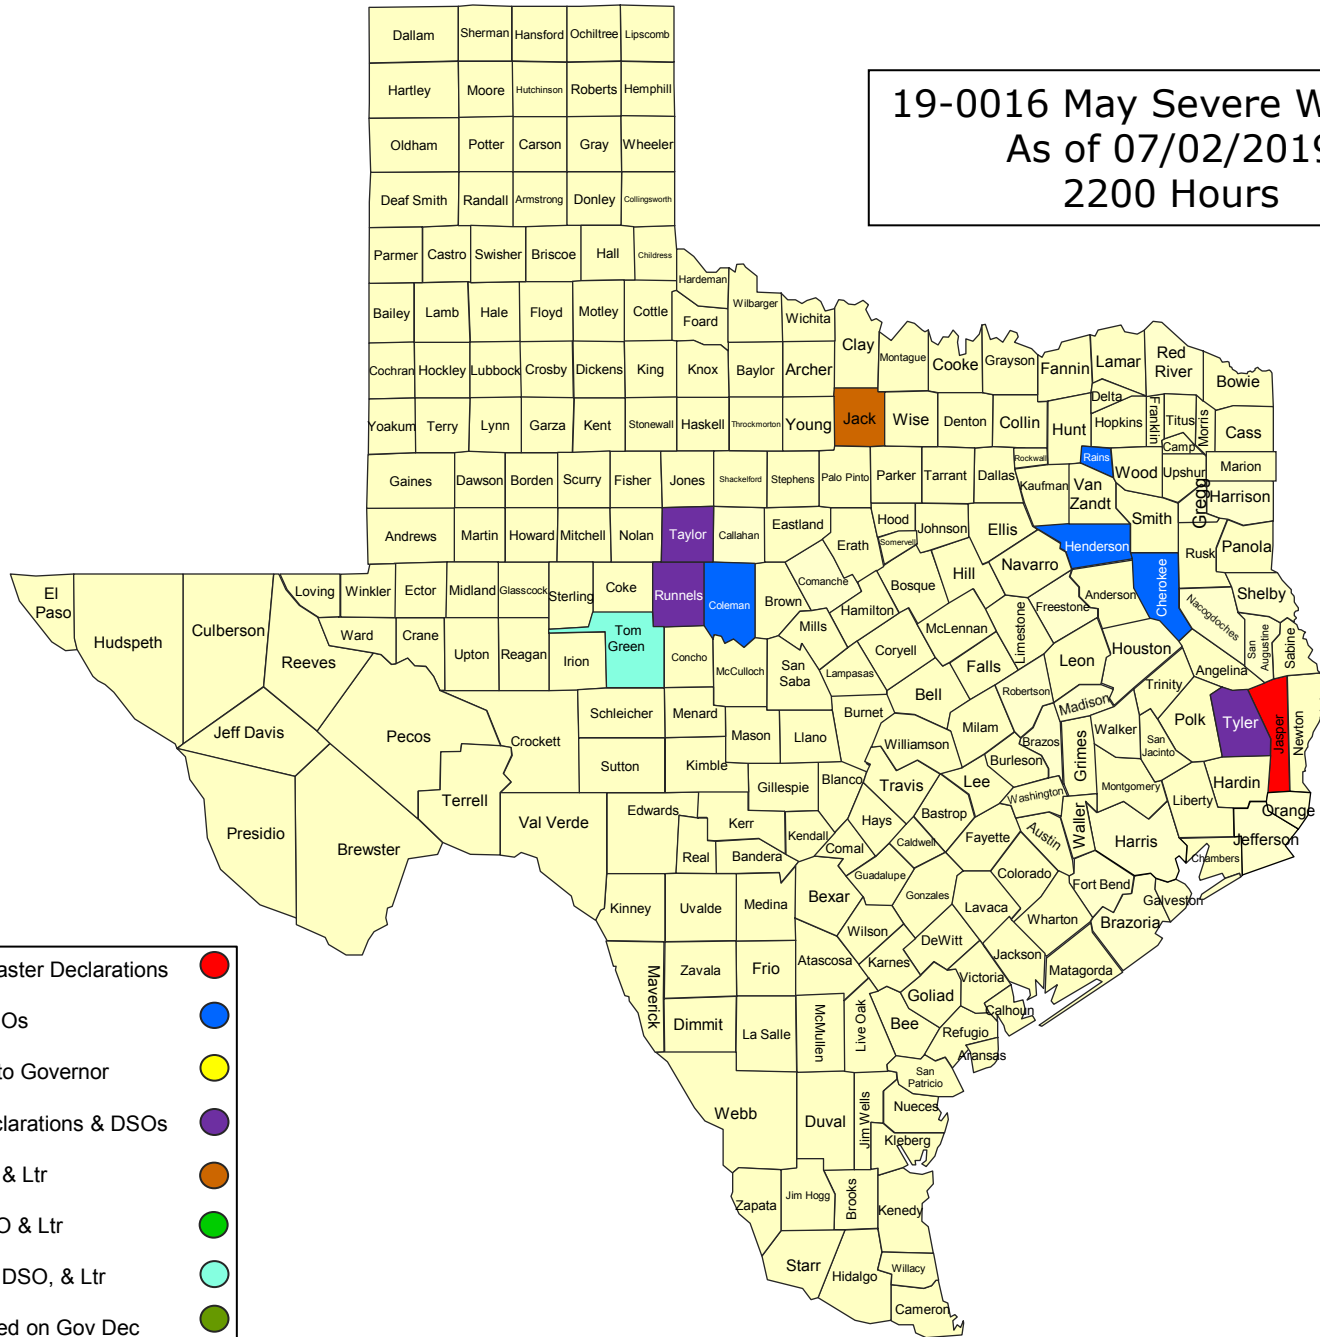 Dallam Sherman Hansford Ochiltree Lipscomb
Hartley Moore Hutchinson Roberts Hemphill
19-0016 May Severe W
As of 07/02/2019
2200 Hours
Oldham Potter Carson Gray Wheeler
Deaf Smith Randall Armstrong Donley Collingsworth
Parmer Castro Swisher Briscoe Hall Childress
Hardeman
Bailey Lamb Hale Floyd Motley Cottle Foard Wilbarger Wichita
Clay Montague Cooke Grayson Fannin Lamar Red
River
Cochran Hockley Lubbock Crosby Dickens King Knox Baylor Archer
Delta Bowie
Yoakum Terry Lynn Garza Kent Stonewall Haskell Throckmorton Young Jack Wise Denton Collin Hunt Hopkins Franklin Titus Morris Cass
Camp
Rockwall Rains
Gaines Dawson Borden Scurry Fisher Jones Shackelford Stephens Palo Pinto Parker Tarrant Dallas Kaufman Van
Zandt Wood Upshur Marion
Gregg Harrison
Andrews Martin Howard Mitchell Nolan Taylor Callahan Eastland Erath Hood Somervell Johnson Ellis Henderson Smith Rusk Panola
El
Paso Hudspeth Culberson Loving Winkler Ector Midland Glasscock Sterling Coke Runnels Coleman Brown Comanche Hamilton Bosque Hill Navarro Freestone Anderson Cherokee Nacogdoches Shelby
Reeves Ward Crane Upton Reagan Irion Tom
Green Concho McCulloch Mills San
Saba Lampasas Coryell McLennan Limestone Falls Leon Houston Angelina San
Augustine Sabine
Jeff Davis Pecos Crockett Schleicher Menard Mason Llano Burnet Bell Milam Robertson Madison Trinity Walker Polk Tyler Jasper Newton
San
Jacinto
Sutton Kimble Gillespie Blanco Williamson Travis Lee Burleson Brazos Grimes Washington Montgomery Liberty Hardin
Presidio Brewster Terrell Val Verde Edwards Kerr Real Bandera Kendall Comal Hays Caldwell Bastrop Fayette Austin Waller Harris Chambers Jefferson Orange
Kinney Uvalde Medina Bexar Guadalupe Gonzales Lavaca Colorado Wharton Fort Bend Brazoria Galveston
Maverick Zavala Frio Atascosa Wilson Karnes DeWitt Victoria Jackson Matagorda
Dimmit La Salle McMullen Live Oak Bee Goliad Refugio Calhoun Aransas
San
Patricio
Webb Duval Jim Wells Nueces Kleberg
Zapata Jim Hogg Brooks Kenedy
Starr Hidalgo Willacy
Cameron
aster Declarations
Os
to Governor
clarations & DSOs
& Ltr
O & Ltr
DSO, & Ltr
ed on Gov Dec